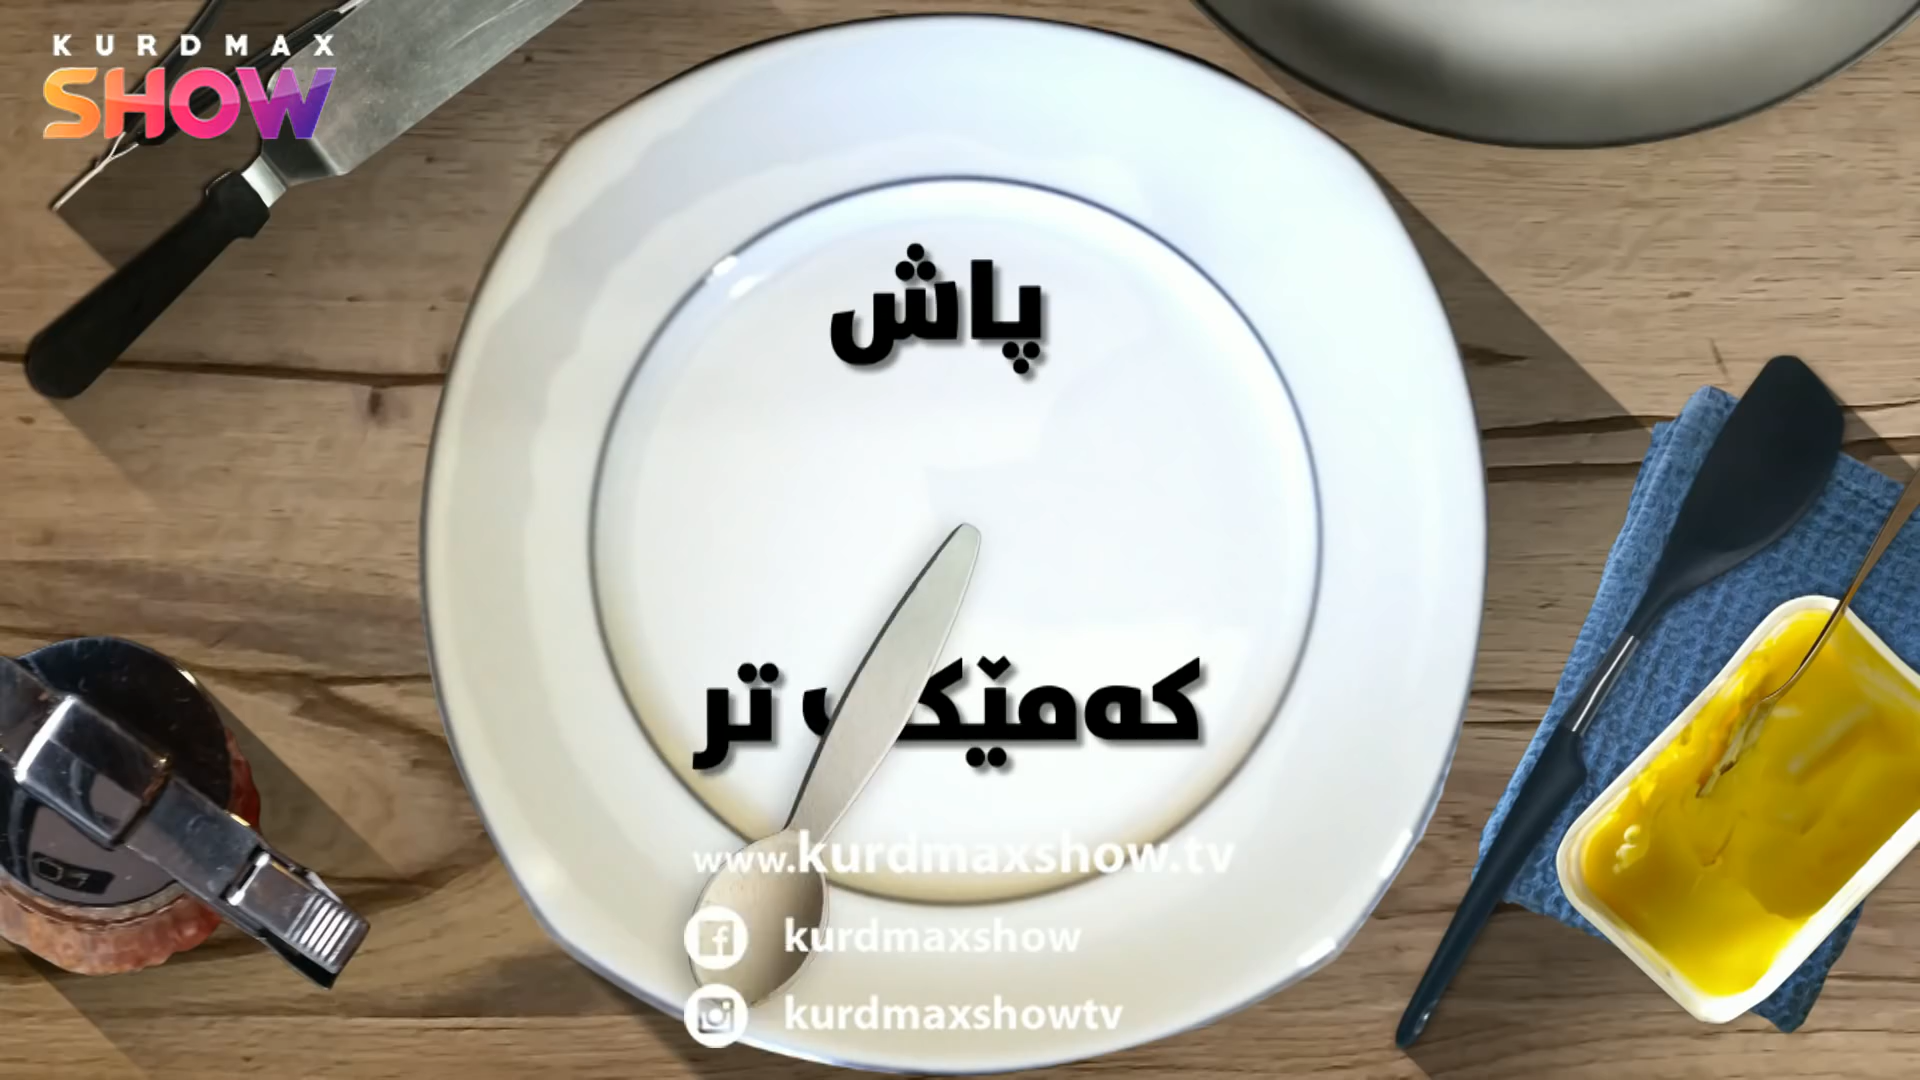 KURDMAX
SHOW
پاش
کەمێک تر
www.kurdmaxshow.tv
kurdmaxshow
kurdmaxshowtv